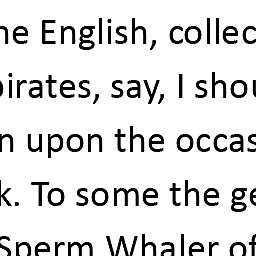 he English, collec
pirates, say, I shou
n upon the occas
k. To some the ge
Sperm Whaler of